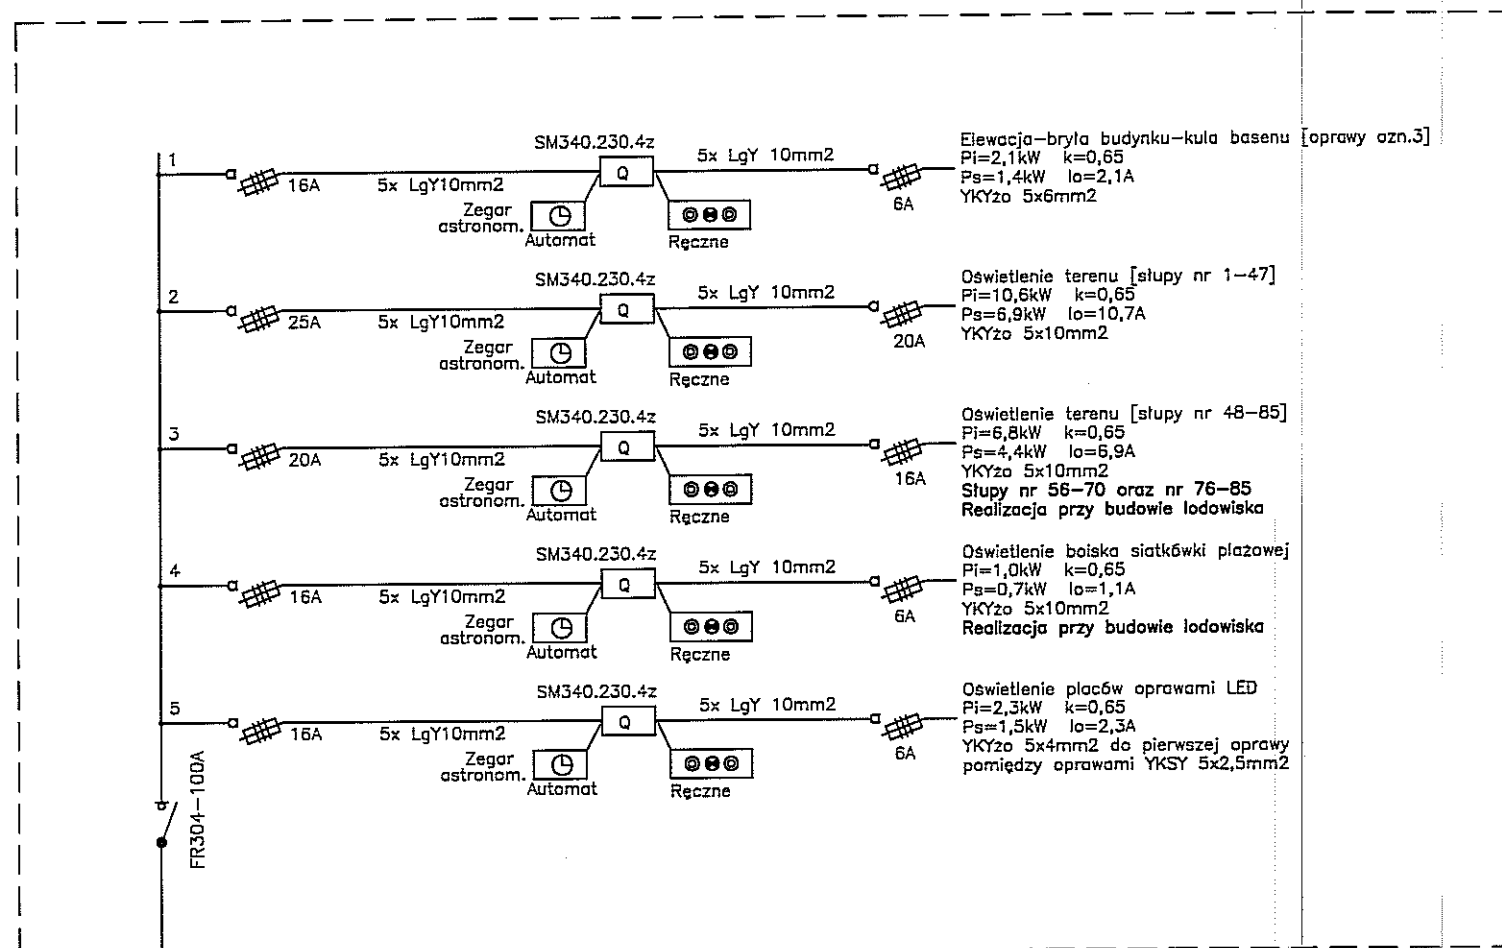 1
16A
5x LgY10mm2
SM340.230.4z
Q
Zegar
astronom.
Automat
Ręczne
5x LgY 10mm2
6A
Elewacja-bryła budynku-kula basenu [oprawy ozn.3]
Pi=2,1kW k=0,65
Ps=1,4kW Io=2,1A
YKYżo 5x6mm2
2
25A
5x LgY10mm2
SM340.230.4z
Q
Zegar
astronom.
Automat
Ręczne
5x LgY 10mm2
20A
Oświetlenie terenu [słupy nr 1-47]
Pi=10,6kW k=0,65
Ps=6,9kW Io=10,7A
YKYżo 5x10mm2
3
20A
5x LgY10mm2
SM340.230.4z
Q
Zegar
astronom.
Automat
Ręczne
5x LgY 10mm2
16A
Oświetlenie terenu [słupy nr 48-85]
Pi=6,8kW k=0,65
Ps=4,4kW Io=6,9A
YKYżo 5x10mm2
Słupy nr 56-70 oraz nr 76-85
Realizacja przy budowie lodowiska
4
16A
5x LgY10mm2
SM340.230.4z
Q
Zegar
astronom.
Automat
Ręczne
5x LgY 10mm2
6A
Oświetlenie boiska siatkówki plażowej
Pi=1,0kW k=0,65
Ps=0,7kW Io=1,1A
YKYżo 5x10mm2
Realizacja przy budowie lodowiska
5
16A
5x LgY10mm2
SM340.230.4z
Q
Zegar
astronom.
Automat
Ręczne
5x LgY 10mm2
6A
Oświetlenie placów oprawami LED
Pi=2,3kW k=0,65
Ps=1,5kW Io=2,3A
YKYżo 5x4mm2 do pierwszej oprawy
pomiędzy oprawami YKSY 5x2,5mm2
FR304-100A